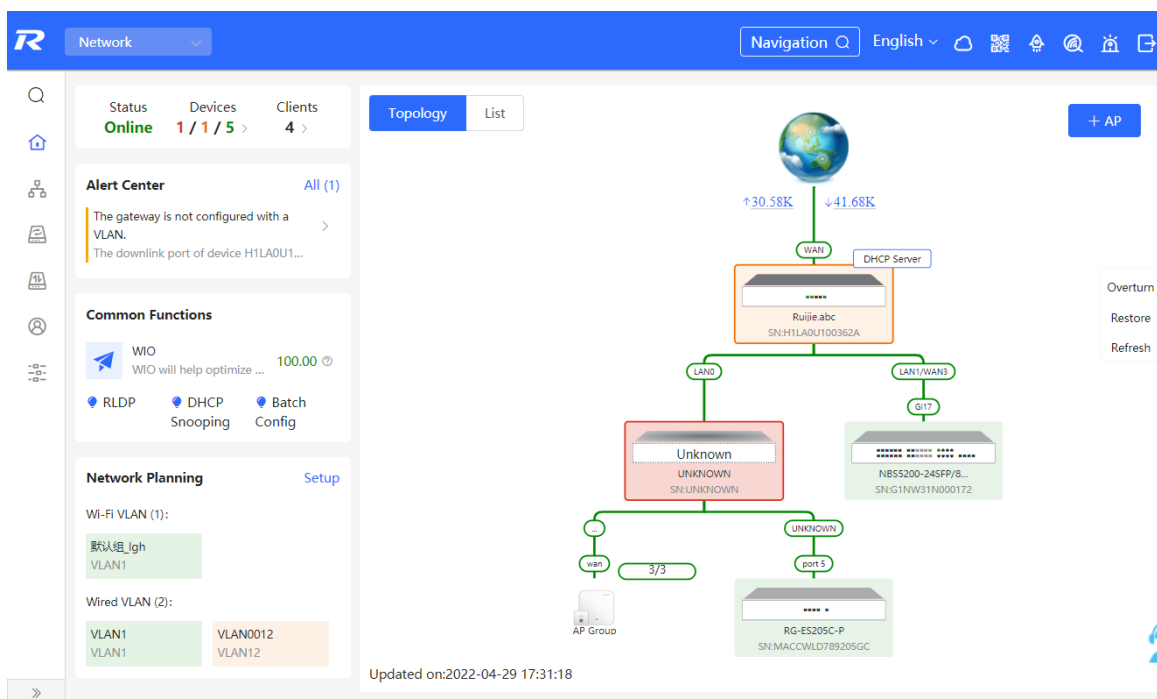 Network
Navigation
English
Status
Devices
Clients
Online
1 / 1 / 5
4
Alert Center
All (1)
The gateway is not configured with a
VLAN.
The downlink port of device H1LA0U1...
Common Functions
WIO
WIO will help optimize ...
100.00
RLDP
DHCP
Snooping
Batch
Config
Network Planning
Setup
Wi-Fi VLAN (1):
默认组_lgh
VLAN1
Wired VLAN (2):
VLAN1
VLAN1
VLAN0012
VLAN12
Topology
List
+ AP
↑30.58K
↓41.68K
WAN
DHCP Server
Ruijie.abc
SN:H1LA0U100362A
Overturn
Restore
Refresh
LAN0
LAN1/WAN3
Gi17
Unknown
UNKNOWN
SN:UNKNOWN
NBS5200-24SFP/8...
SN:G1NW31N000172
...
UNKNOWN
wan
3/3
port 5
AP Group
RG-ES205C-P
SN:MACCWLD789205GC
Updated on:2022-04-29 17:31:18